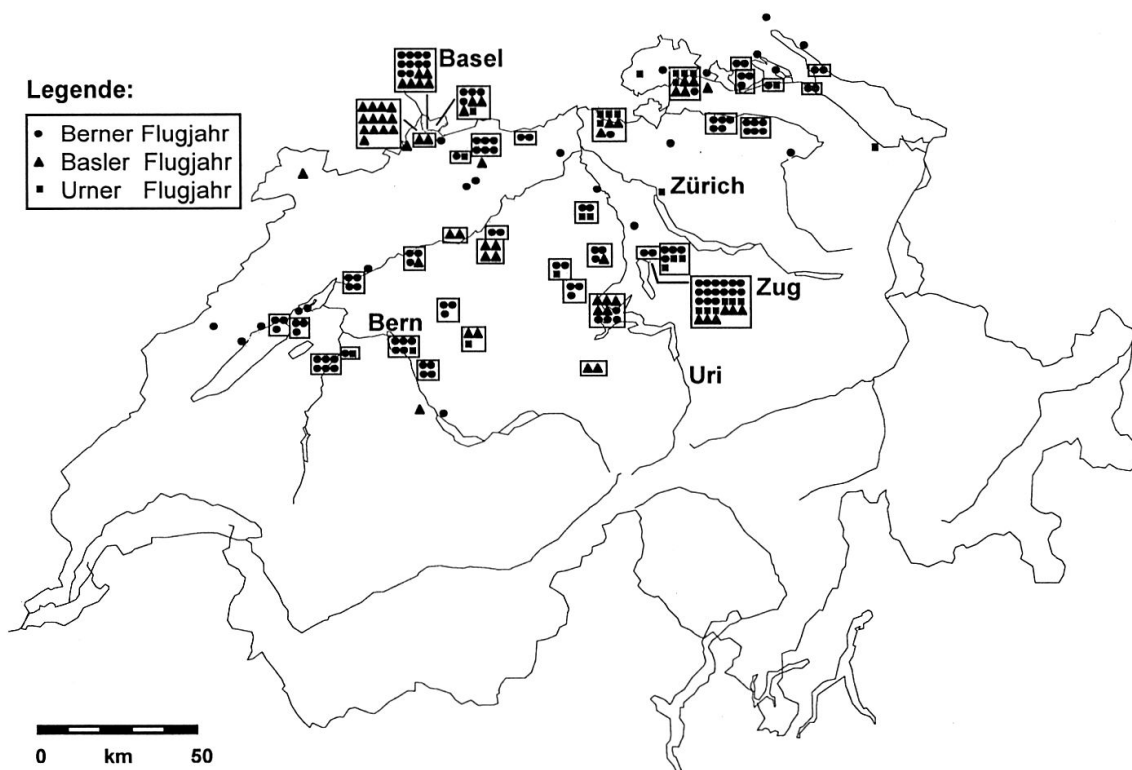 Basel
Legende:
Berner Flugjahr
Basler Flugjahr
Urner Flugjahr
Zürich
Zug
Bern
Uri
0 km 50